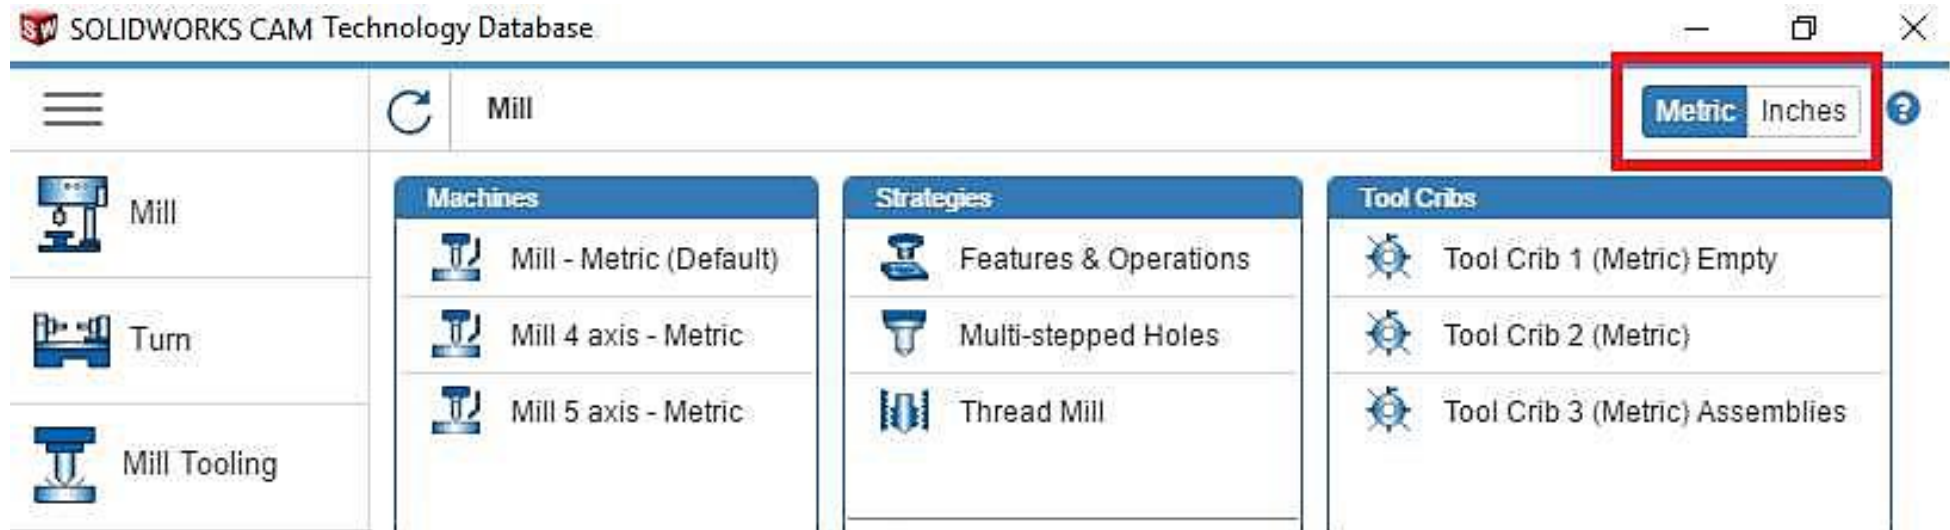 SOLIDWORKS CAM Technology Database
Mill
Metric Inches
Mill
Turn
Mill Tooling
Machines
Mill - Metric (Default)
Mill 4 axis - Metric
Mill 5 axis - Metric
Strategies
Features & Operations
Multi-stepped Holes
Thread Mill
Tool Cribs
Tool Crib 1 (Metric) Empty
Tool Crib 2 (Metric)
Tool Crib 3 (Metric) Assemblies